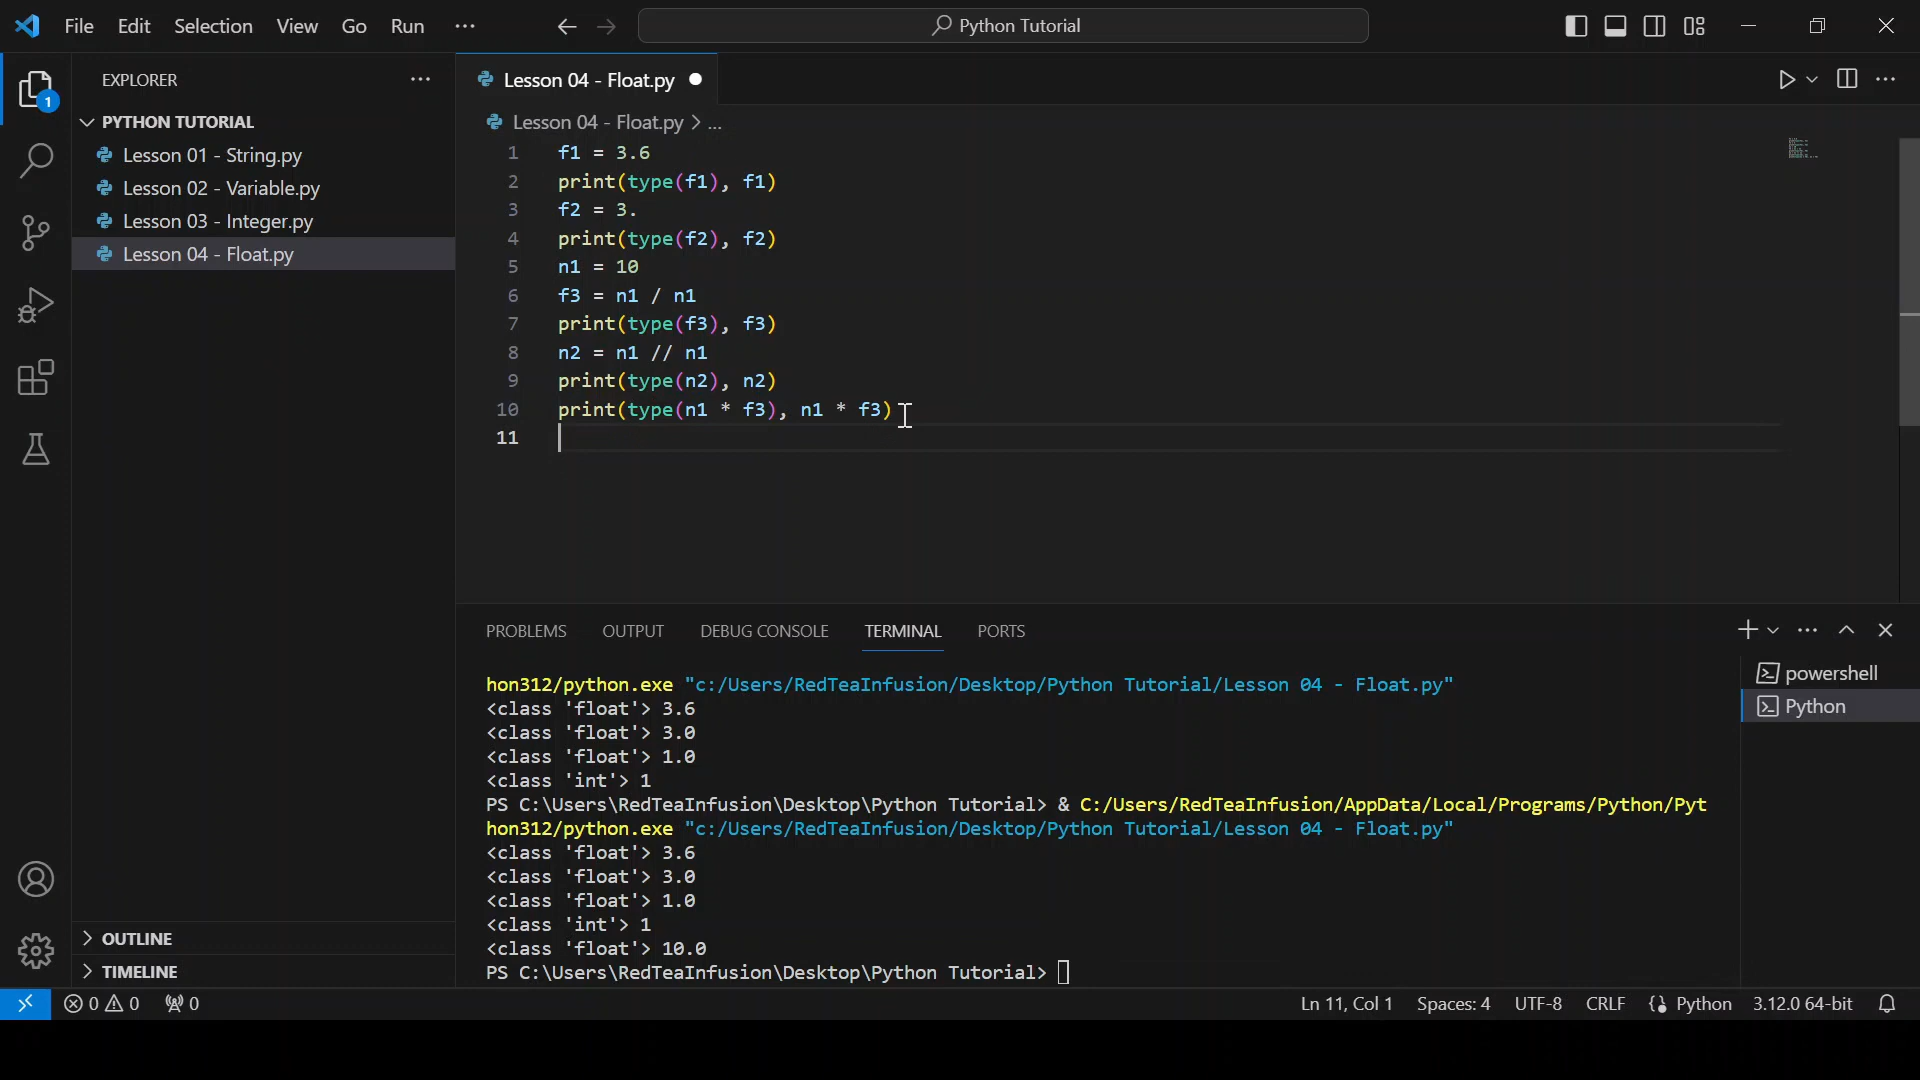 File Edit Selection View Go Run ... Python Tutorial
EXPLORER ...
PYTHON TUTORIAL
Lesson 01 - String.py
Lesson 02 - Variable.py
Lesson 03 - Integer.py
Lesson 04 - Float.py
OUTLINE
TIMELINE
1
Lesson 04 - Float.py
Lesson 04 - Float.py > ...
1 f1 = 3.6
2 print(type(f1), f1)
3 f2 = 3.
4 print(type(f2), f2)
5 n1 = 10
6 f3 = n1 / n1
7 print(type(f3), f3)
8 n2 = n1 // n1
9 print(type(n2), n2)
10 print(type(n1 * f3), n1 * f3)
11
PROBLEMS OUTPUT DEBUG CONSOLE TERMINAL PORTS
hon312/python.exe "c:/Users/RedTeaInfusion/Desktop/Python Tutorial/Lesson 04 - Float.py"
<class 'float'> 3.6
<class 'float'> 3.0
<class 'float'> 1.0
<class 'int'> 1
PS C:\Users\RedTeaInfusion\Desktop\Python Tutorial> & C:/Users/RedTeaInfusion/AppData/Local/Programs/Python/Pyt
hon312/python.exe "c:/Users/RedTeaInfusion/Desktop/Python Tutorial/Lesson 04 - Float.py"
<class 'float'> 3.6
<class 'float'> 3.0
<class 'float'> 1.0
<class 'int'> 1
<class 'float'> 10.0
PS C:\Users\RedTeaInfusion\Desktop\Python Tutorial>
powershell
Python
0 0 0 Ln 11, Col 1 Spaces: 4 UTF-8 CRLF Python 3.12.0 64-bit